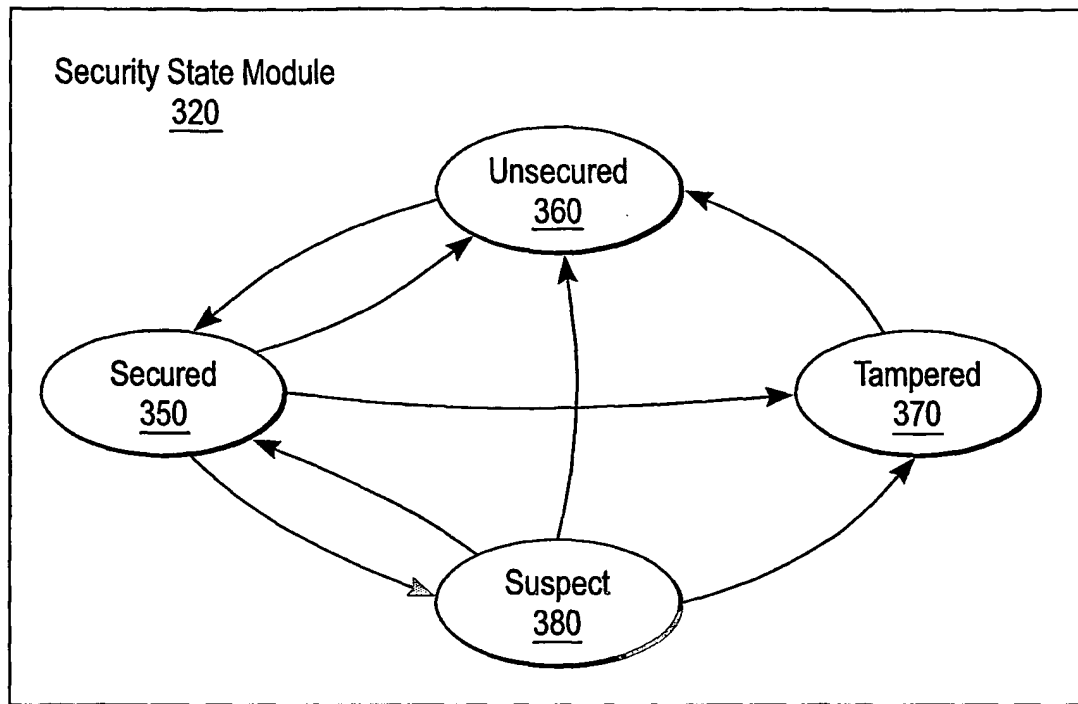 Security State Module
320
Unsecured
360
Secured
350
Tampered
370
Suspect
380